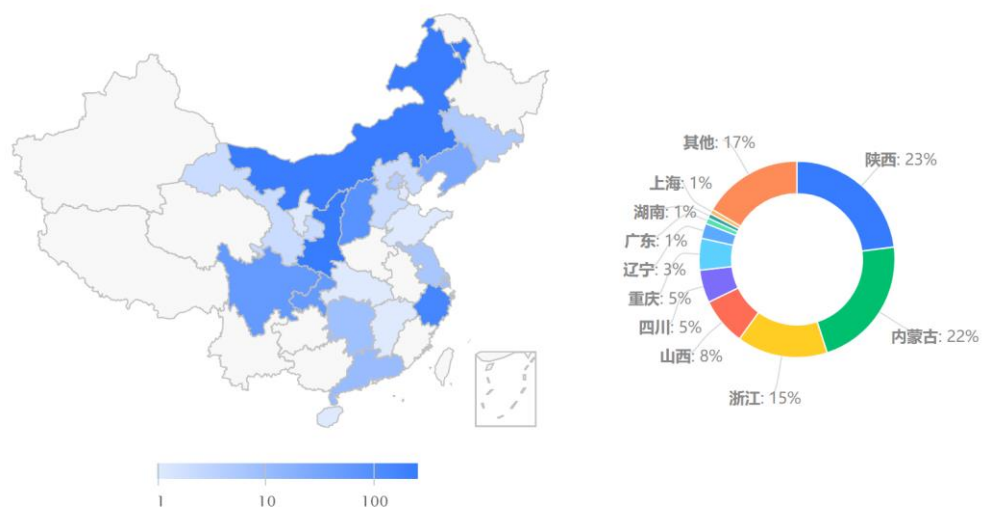 其他: 17%
陕西: 23%
上海: 1%
湖南: 1%
广东: 1%
辽宁: 3%
重庆: 5%
四川: 5%
山西: 8%
内蒙古: 22%
浙江: 15%
1 10 100